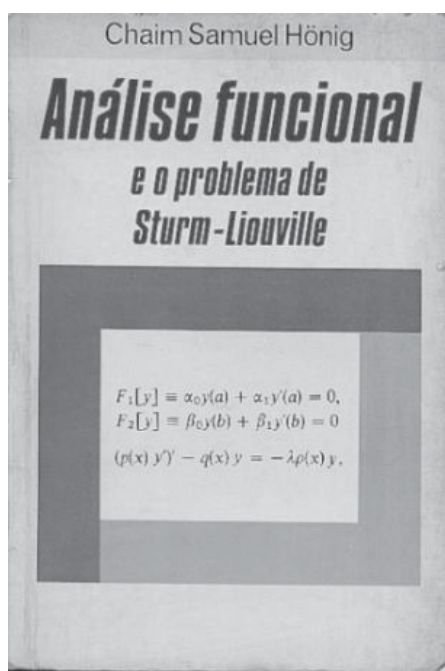 Chaim Samuel Hönig
Análise funcional
e o problema de
Sturm-Liouville
F₁[y] ≡ α₀y(a) + α₁y'(a) = 0,
F₂[y] ≡ β₀y(b) + β₁y'(b) = 0
(p(x) y')' − q(x) y = −λρ(x) y,